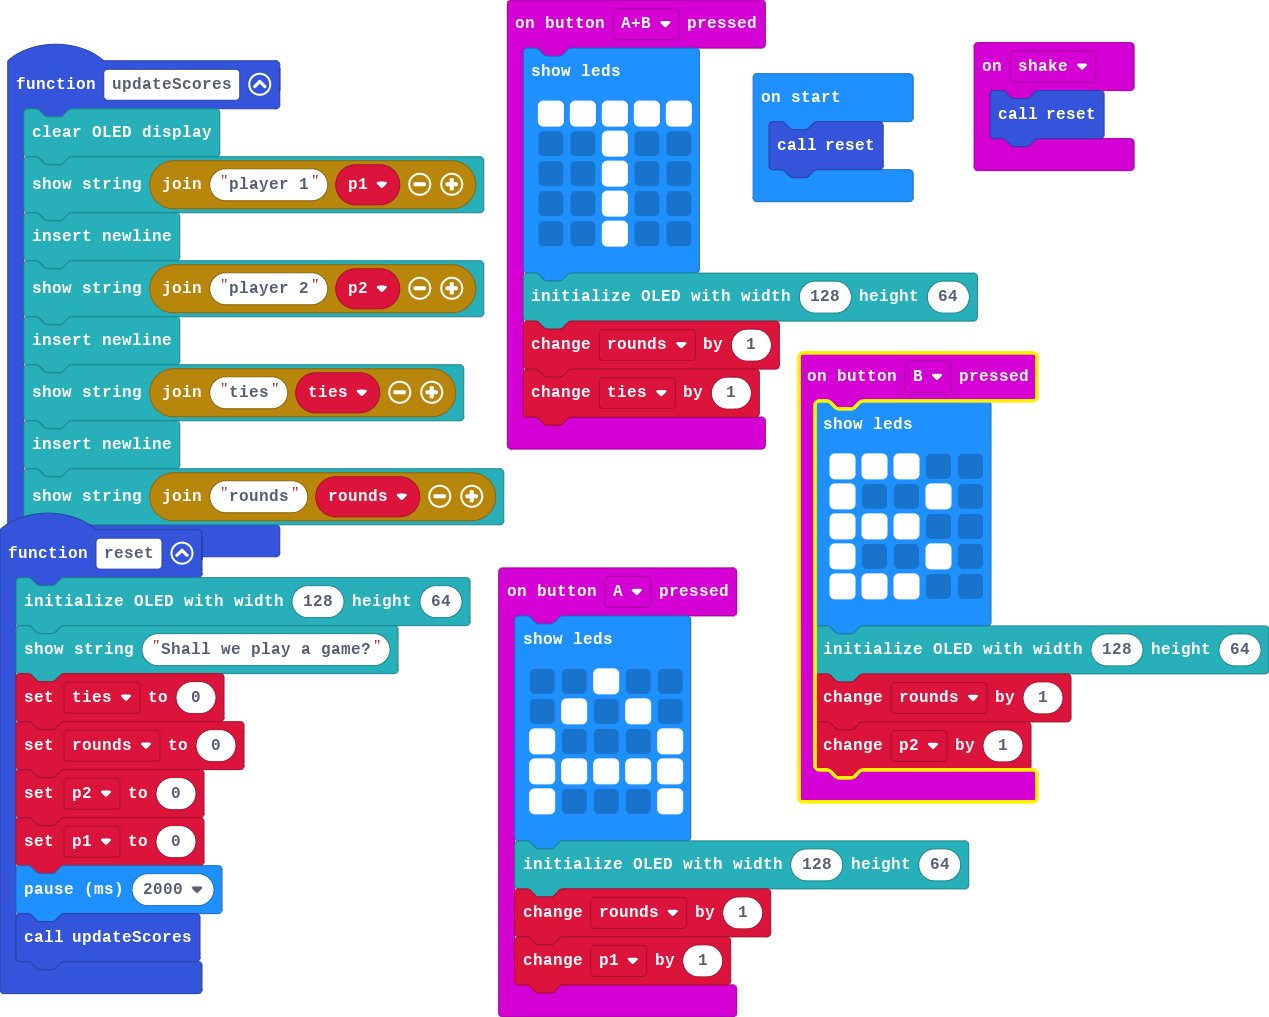 function updateScores
clear OLED display
show string join "player 1" p1
insert newline
show string join "player 2" p2
insert newline
show string join "ties" ties
insert newline
show string join "rounds" rounds
function reset
initialize OLED with width 128 height 64
show string "Shall we play a game?"
set ties to 0
set rounds to 0
set p2 to 0
set p1 to 0
pause (ms) 2000
call updateScores
on button A+B pressed
show leds
initialize OLED with width 128 height 64
change rounds by 1
change ties by 1
on start
call reset
on shake
call reset
on button A pressed
show leds
initialize OLED with width 128 height 64
change rounds by 1
change p1 by 1
on button B pressed
show leds
initialize OLED with width 128 height 64
change rounds by 1
change p2 by 1